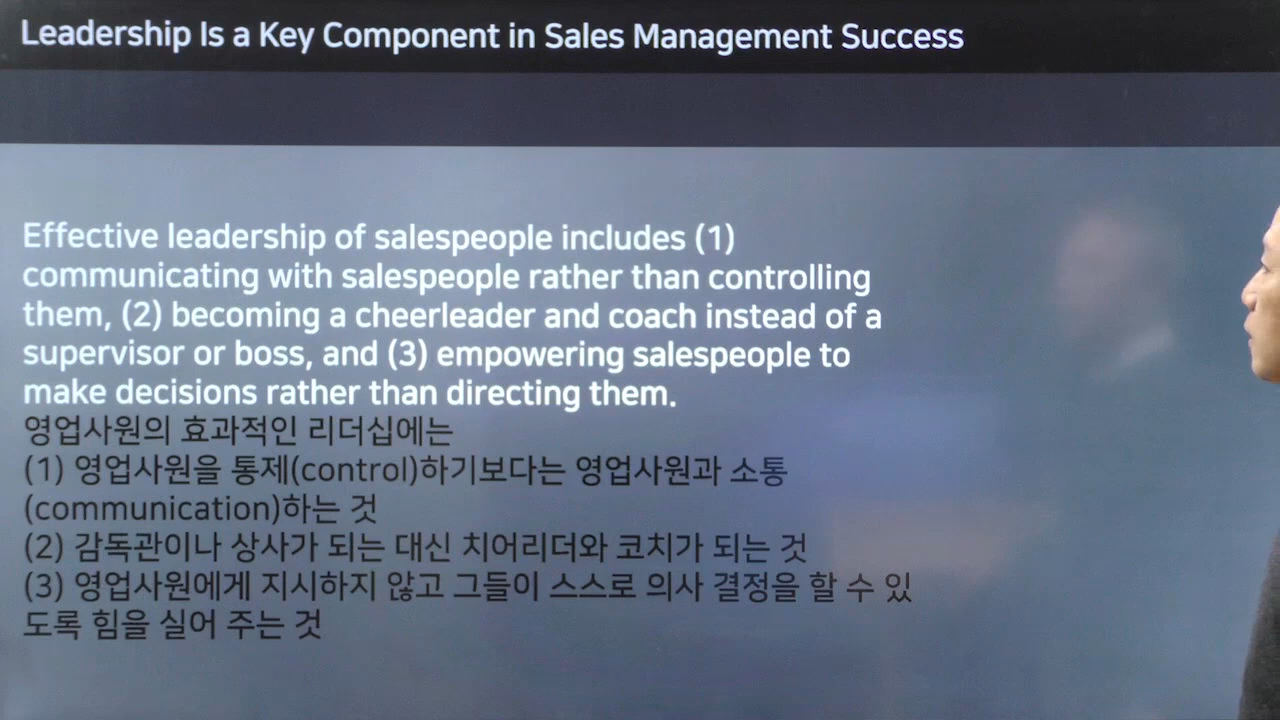 Leadership Is a Key Component in Sales Management Success
Effective leadership of salespeople includes (1)
communicating with salespeople rather than controlling
them, (2) becoming a cheerleader and coach instead of a
supervisor or boss, and (3) empowering salespeople to
make decisions rather than directing them.
영업사원의 효과적인 리더십에는
(1) 영업사원을 통제(control)하기보다는 영업사원과 소통
(communication)하는 것
(2) 감독관이나 상사가 되는 대신 치어리더와 코치가 되는 것
(3) 영업사원에게 지시하지 않고 그들이 스스로 의사 결정을 할 수 있
도록 힘을 실어 주는 것